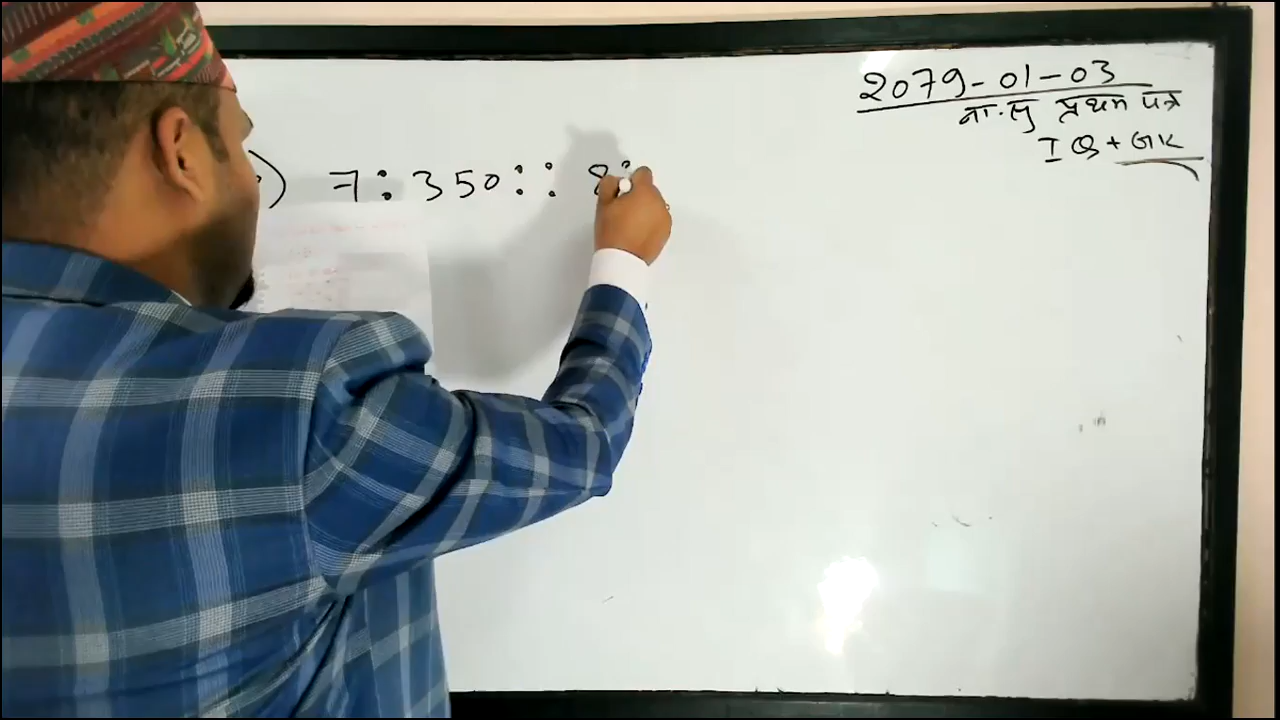 2079-01-03
ना.सु प्रथम पत्र
IQ + GK
) 7 : 350 : : 8 :